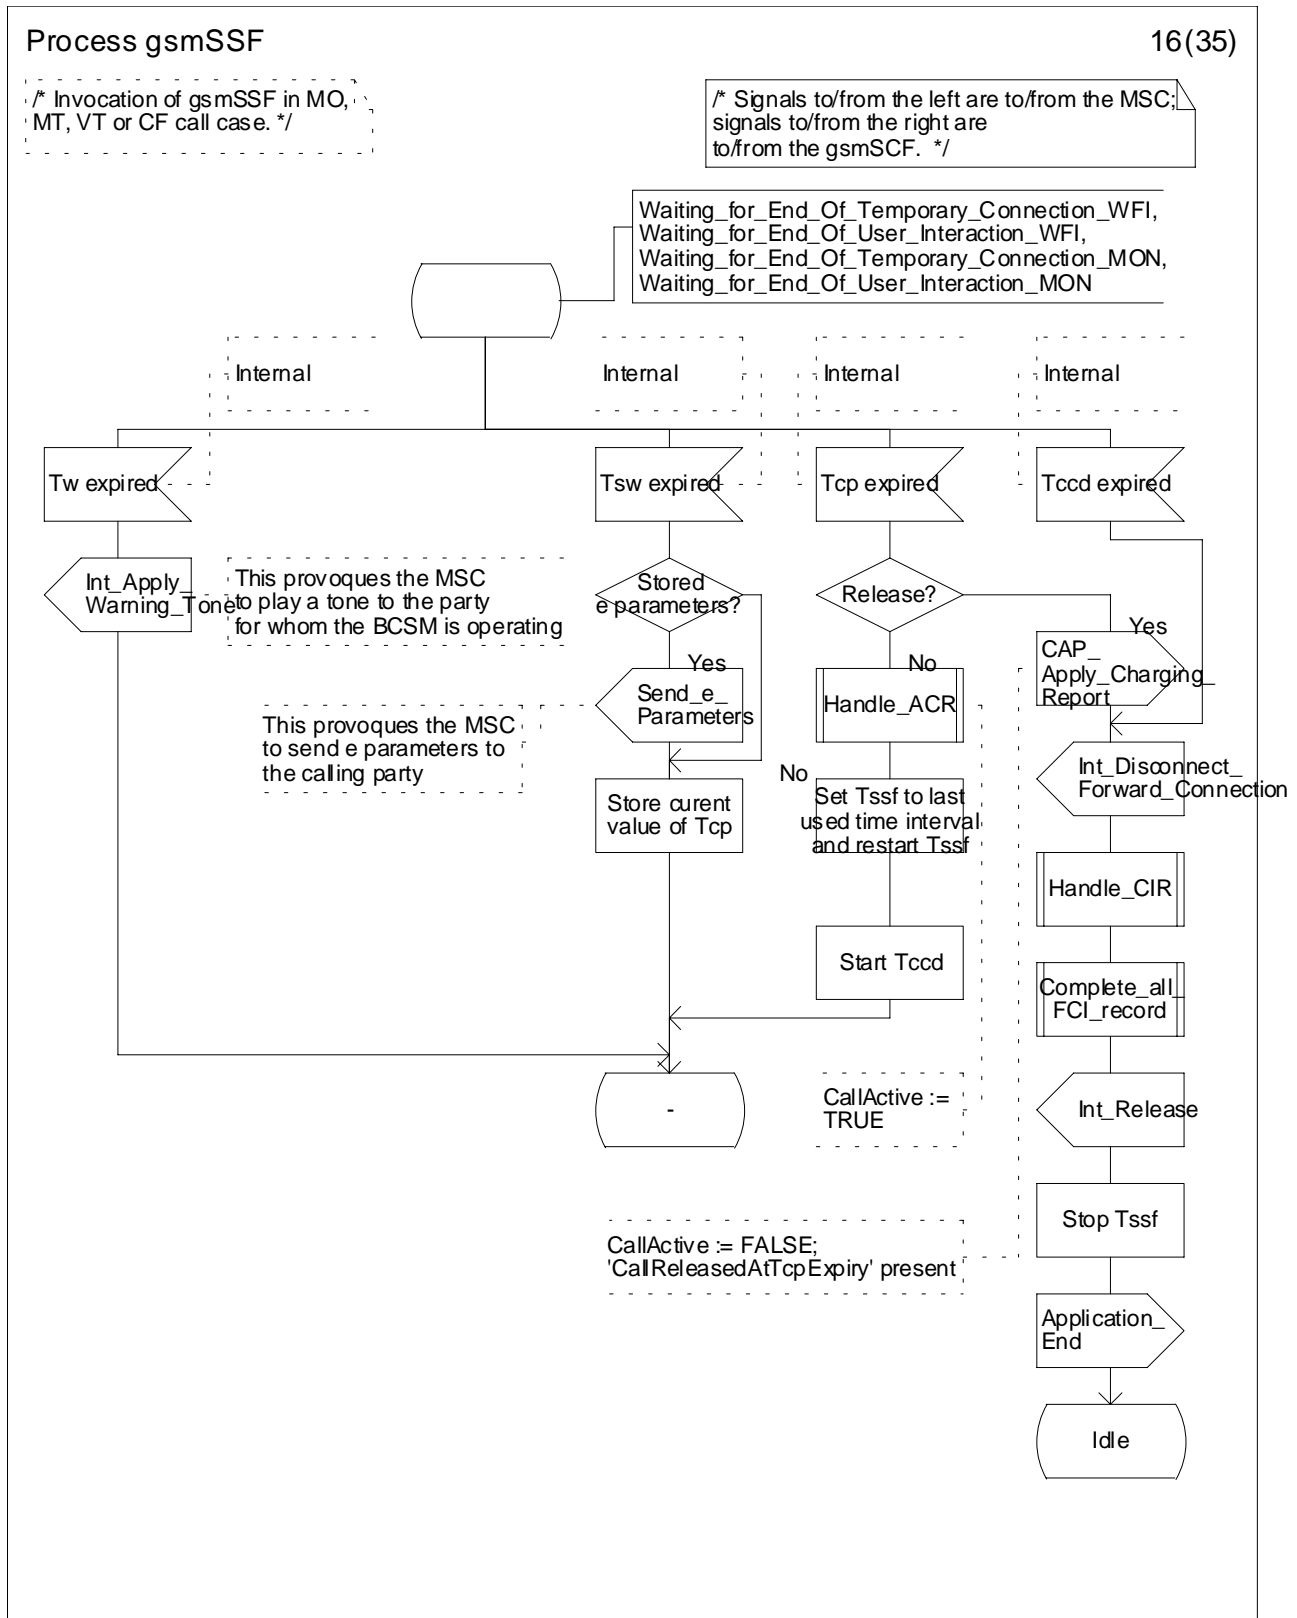 Process gsmSSF
16(35)
/* Invocation of gsmSSF in MO,
MT, VT or CF call case. */
/* Signals to/from the left are to/from the MSC;
signals to/from the right are
to/from the gsmSCF. */
Waiting_for_End_Of_Temporary_Connection_WFI,
Waiting_for_End_Of_User_Interaction_WFI,
Waiting_for_End_Of_Temporary_Connection_MON,
Waiting_for_End_Of_User_Interaction_MON
Internal
Internal
Internal
Internal
Tw expired
Tsw expired
Tcp expired
Tccd expired
Int_Apply_
Warning_Tone
This provoques the MSC
to play a tone to the party
for whom the BCSM is operating
Stored
e parameters?
Release?
Yes
CAP_
Apply_Charging_
Report
Yes
Send_e_
Parameters
No
Handle_ACR
This provoques the MSC
to send e parameters to
the calling party
No
Store curent
value of Tcp
Set Tssf to last
used time interval
and restart Tssf
Int_Disconnect_
Forward_Connection
Handle_CIR
Start Tccd
Complete_all_
FCI_record
-
CallActive :=
TRUE
Int_Release
Stop Tssf
CallActive := FALSE;
'CallReleasedAtTcpExpiry' present
Application_
End
Idle